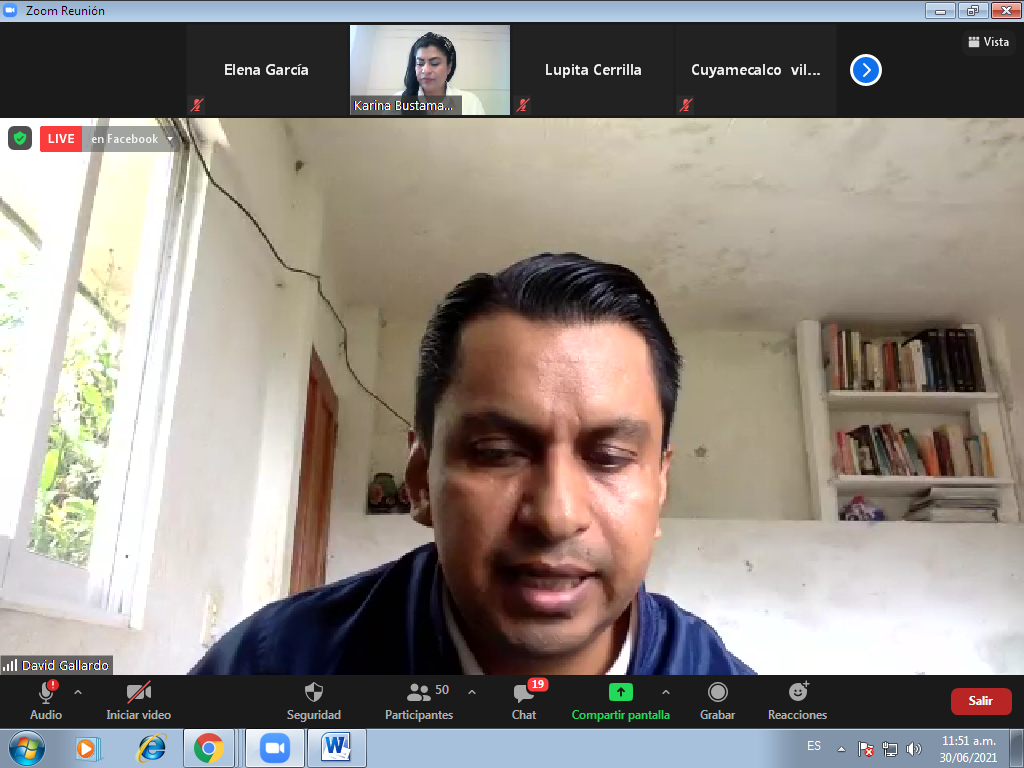 Zoom Reunión
Elena García
Karina Bustama...
Lupita Cerrilla
Cuyamecalco vil...
Vista
LIVE en Facebook
David Gallardo
Audio
Iniciar video
Seguridad
50
Participantes
19
Chat
Compartir pantalla
Grabar
Reacciones
Salir
ES
11:51 a.m.
30/06/2021